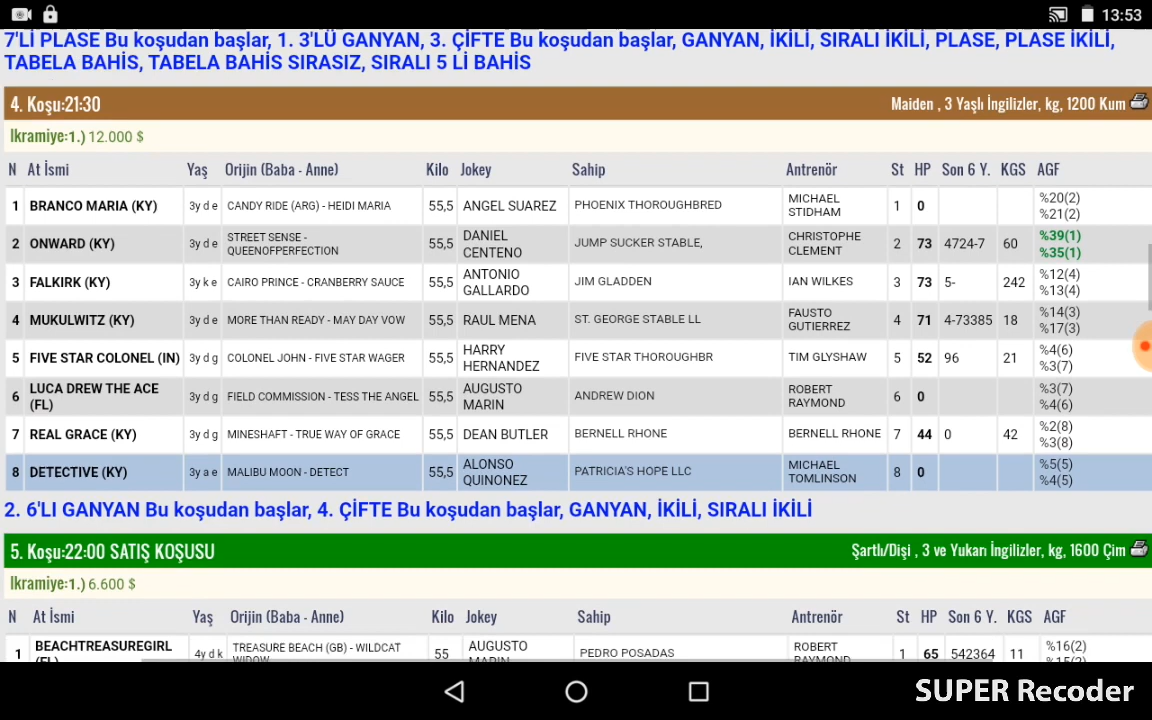 13:53
7'Lİ PLASE Bu koşudan başlar, 1. 3'LÜ GANYAN, 3. ÇİFTE Bu koşudan başlar, GANYAN, İKİLİ, SIRALI İKİLİ, PLASE, PLASE İKİLİ,
TABELA BAHİS, TABELA BAHİS SIRASIZ, SIRALI 5 Lİ BAHİS
4. Koşu:21:30 Maiden , 3 Yaşlı İngilizler, kg, 1200 Kum
Ikramiye:1.) 12.000 $
N At İsmi Yaş Orijin (Baba - Anne) Kilo Jokey Sahip Antrenör St HP Son 6 Y. KGS AGF
1 BRANCO MARIA (KY) 3y d e CANDY RIDE (ARG) - HEIDI MARIA 55,5 ANGEL SUAREZ PHOENIX THOROUGHBRED MICHAEL STIDHAM 1 0 %20(2) %21(2)
2 ONWARD (KY) 3y d e STREET SENSE - QUEENOFPERFECTION 55,5 DANIEL CENTENO JUMP SUCKER STABLE, CHRISTOPHE CLEMENT 2 73 4724-7 60 %39(1) %35(1)
3 FALKIRK (KY) 3y k e CAIRO PRINCE - CRANBERRY SAUCE 55,5 ANTONIO GALLARDO JIM GLADDEN IAN WILKES 3 73 5- 242 %12(4) %13(4)
4 MUKULWITZ (KY) 3y d e MORE THAN READY - MAY DAY VOW 55,5 RAUL MENA ST. GEORGE STABLE LL FAUSTO GUTIERREZ 4 71 4-73385 18 %14(3) %17(3)
5 FIVE STAR COLONEL (IN) 3y d g COLONEL JOHN - FIVE STAR WAGER 55,5 HARRY HERNANDEZ FIVE STAR THOROUGHBR TIM GLYSHAW 5 52 96 21 %4(6) %3(7)
6 LUCA DREW THE ACE (FL) 3y d g FIELD COMMISSION - TESS THE ANGEL 55,5 AUGUSTO MARIN ANDREW DION ROBERT RAYMOND 6 0 %3(7) %4(6)
7 REAL GRACE (KY) 3y d g MINESHAFT - TRUE WAY OF GRACE 55,5 DEAN BUTLER BERNELL RHONE BERNELL RHONE 7 44 0 42 %2(8) %3(8)
8 DETECTIVE (KY) 3y a e MALIBU MOON - DETECT 55,5 ALONSO QUINONEZ PATRICIA'S HOPE LLC MICHAEL TOMLINSON 8 0 %5(5) %4(5)
2. 6'LI GANYAN Bu koşudan başlar, 4. ÇİFTE Bu koşudan başlar, GANYAN, İKİLİ, SIRALI İKİLİ
5. Koşu:22:00 SATIŞ KOŞUSU Şartlı/Dişi , 3 ve Yukarı İngilizler, kg, 1600 Çim
Ikramiye:1.) 6.600 $
N At İsmi Yaş Orijin (Baba - Anne) Kilo Jokey Sahip Antrenör St HP Son 6 Y. KGS AGF
1 BEACHTREASUREGIRL (FL) 4y d k TREASURE BEACH (GB) - WILDCAT WIDOW 55 AUGUSTO MARIN PEDRO POSADAS ROBERT RAYMOND 1 65 542364 11 %16(2) %15(2)
SUPER Recoder